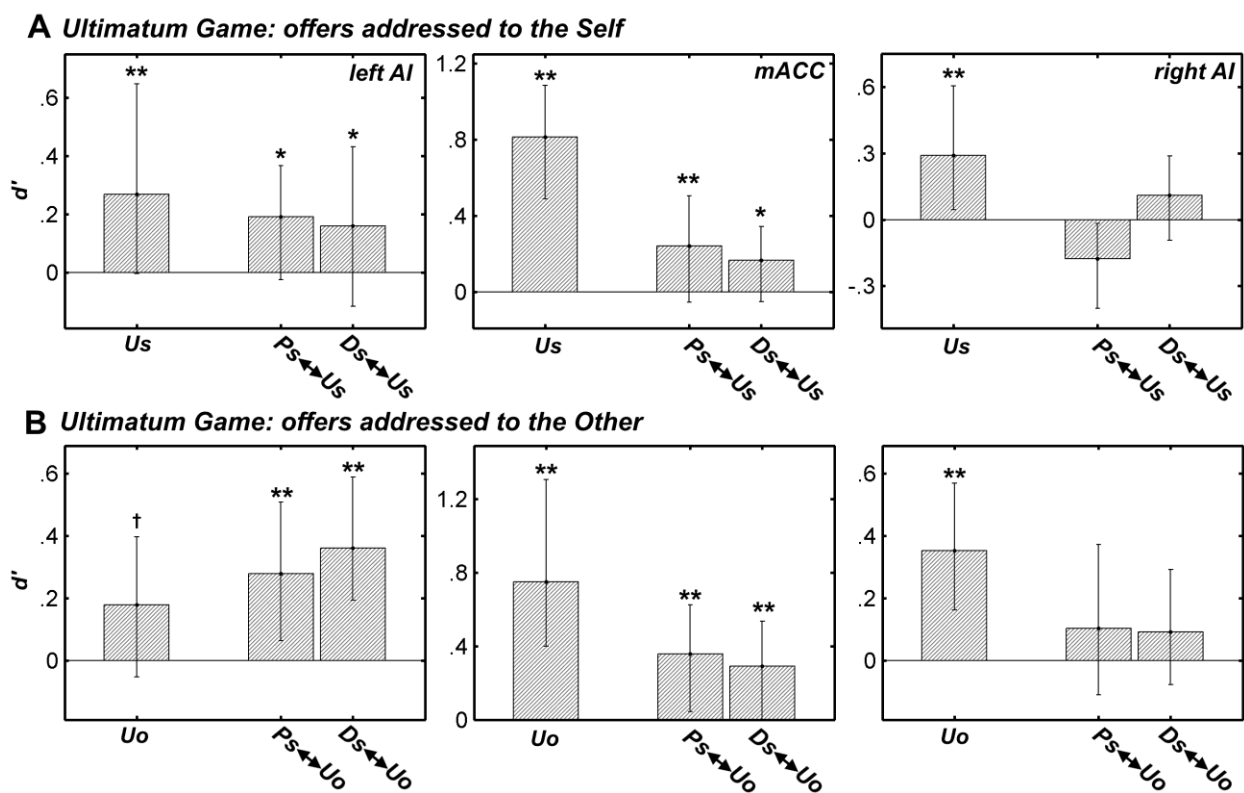 A Ultimatum Game: offers addressed to the Self
left AI
mACC
right AI
d'
.6
.4
.2
0
**
*
*
Us
Ps↔Us
Ds↔Us
1.2
.8
.4
0
**
**
*
Us
Ps↔Us
Ds↔Us
.6
.3
0
-.3
**
Us
Ps↔Us
Ds↔Us
B Ultimatum Game: offers addressed to the Other
d'
.6
.4
.2
0
†
**
**
Uo
Ps↔Uo
Ds↔Uo
1.2
.8
.4
0
**
**
**
Uo
Ps↔Uo
Ds↔Uo
.6
.4
.2
0
**
Uo
Ps↔Uo
Ds↔Uo